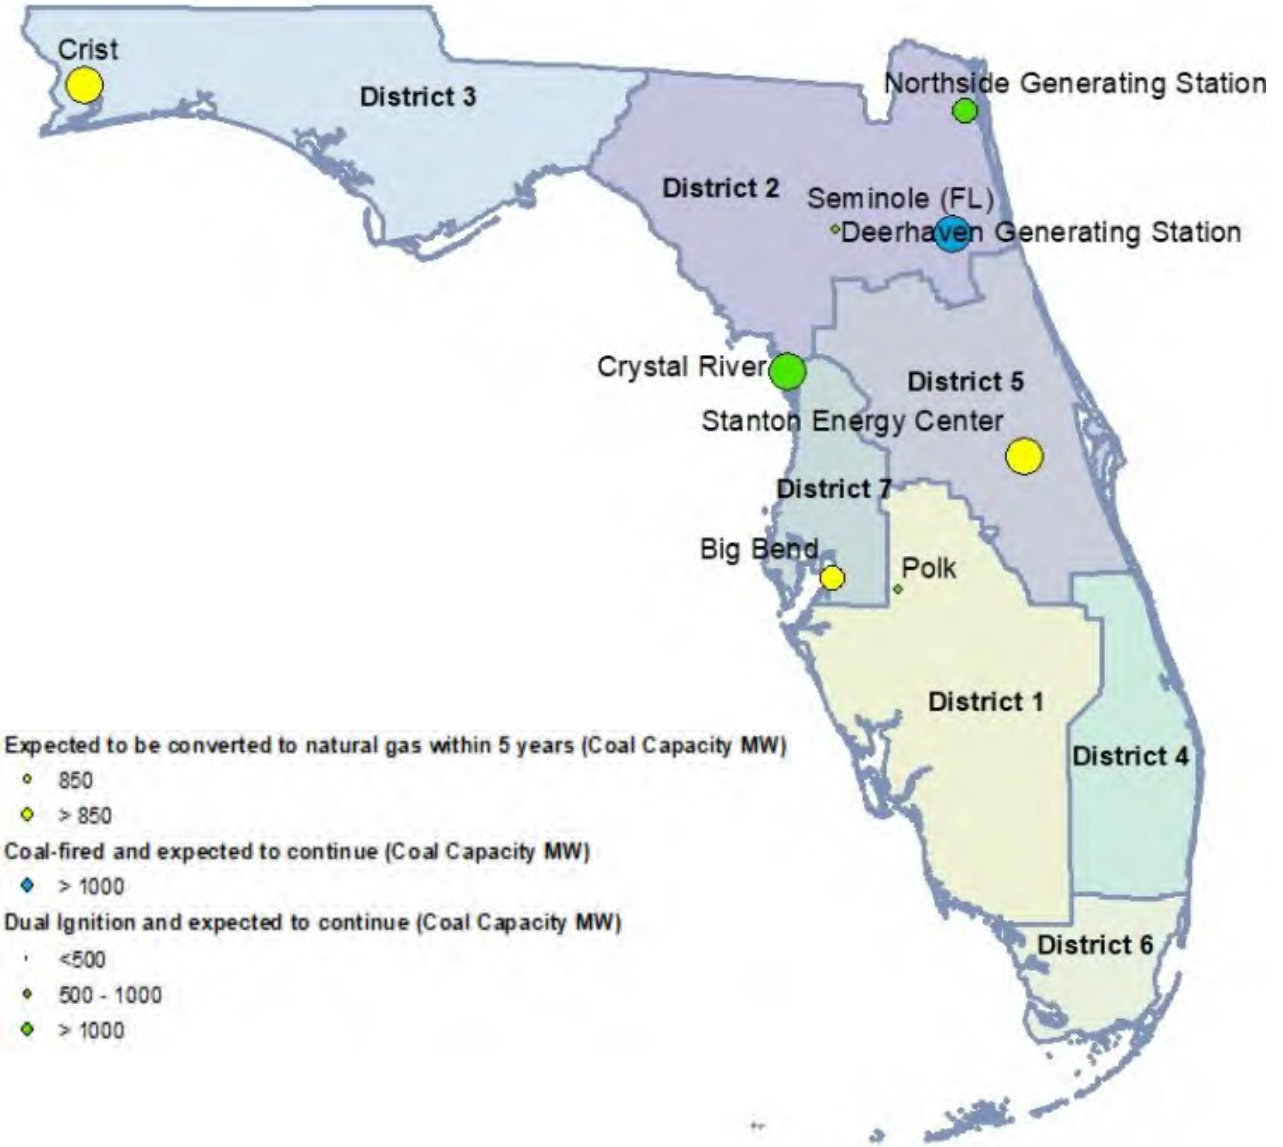 Crist
District 3
Northside Generating Station
District 2
Seminole (FL)
Deerhaven Generating Station
Crystal River
District 5
Stanton Energy Center
District 7
Big Bend
Polk
District 1
District 4
District 6
Expected to be converted to natural gas within 5 years (Coal Capacity MW)
850
> 850
Coal-fired and expected to continue (Coal Capacity MW)
> 1000
Dual Ignition and expected to continue (Coal Capacity MW)
<500
500 - 1000
> 1000